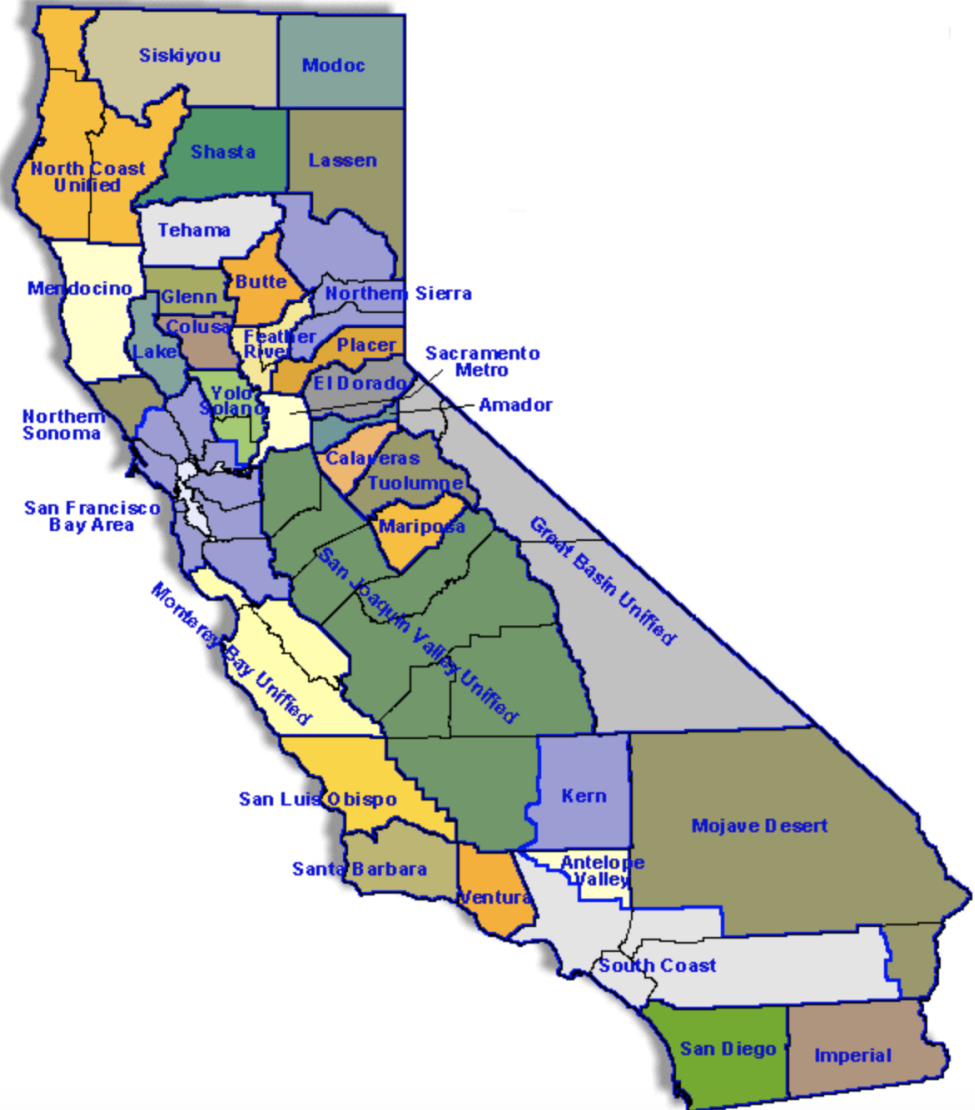 Siskiyou
Modoc
Shasta
Lassen
North Coast
Unified
Tehama
Mendocino
Butte
Glenn
Northern Sierra
Colusa
Feather
River
Placer
Lake
Sacramento
Metro
El Dorado
Yolo
Solano
Amador
Northern
Sonoma
Calaveras
Tuolumne
San Francisco
Bay Area
Mariposa
Great Basin Unified
San Joaquin Valley Unified
Monterey Bay Unified
San Luis Obispo
Kern
Mojave Desert
Santa Barbara
Antelope
Valley
Ventura
South Coast
San Diego
Imperial